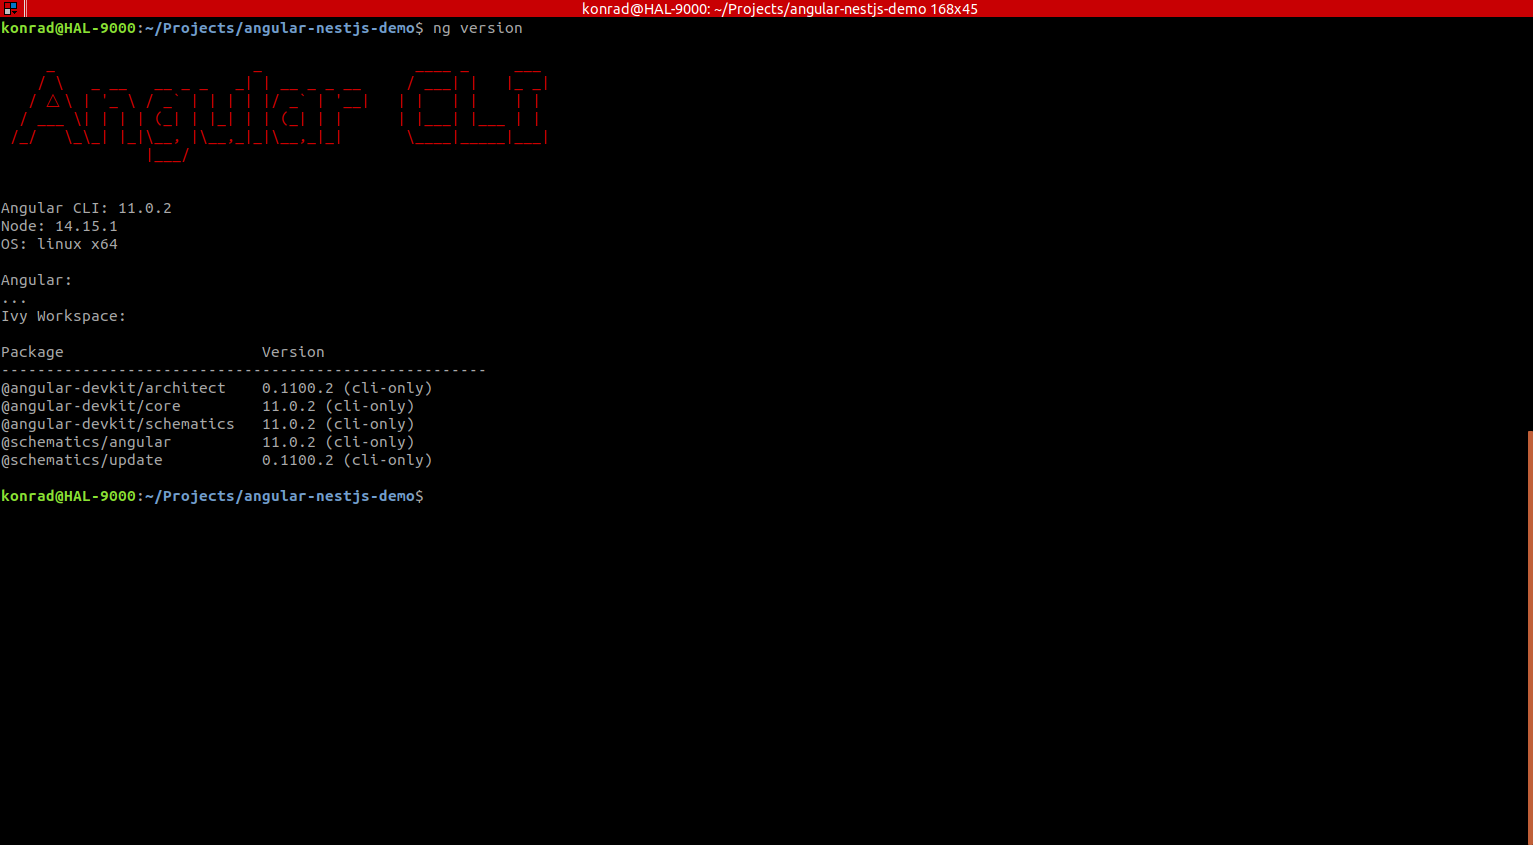 konrad@HAL-9000: ~/Projects/angular-nestjs-demo 168x45
konrad@HAL-9000:~/Projects/angular-nestjs-demo$ ng version
Angular CLI
Angular CLI: 11.0.2
Node: 14.15.1
OS: linux x64
Angular:
...
Ivy Workspace:
Package                      Version
------------------------------------------------------
@angular-devkit/architect    0.1100.2 (cli-only)
@angular-devkit/core         11.0.2 (cli-only)
@angular-devkit/schematics   11.0.2 (cli-only)
@schematics/angular          11.0.2 (cli-only)
@schematics/update           0.1100.2 (cli-only)
konrad@HAL-9000:~/Projects/angular-nestjs-demo$